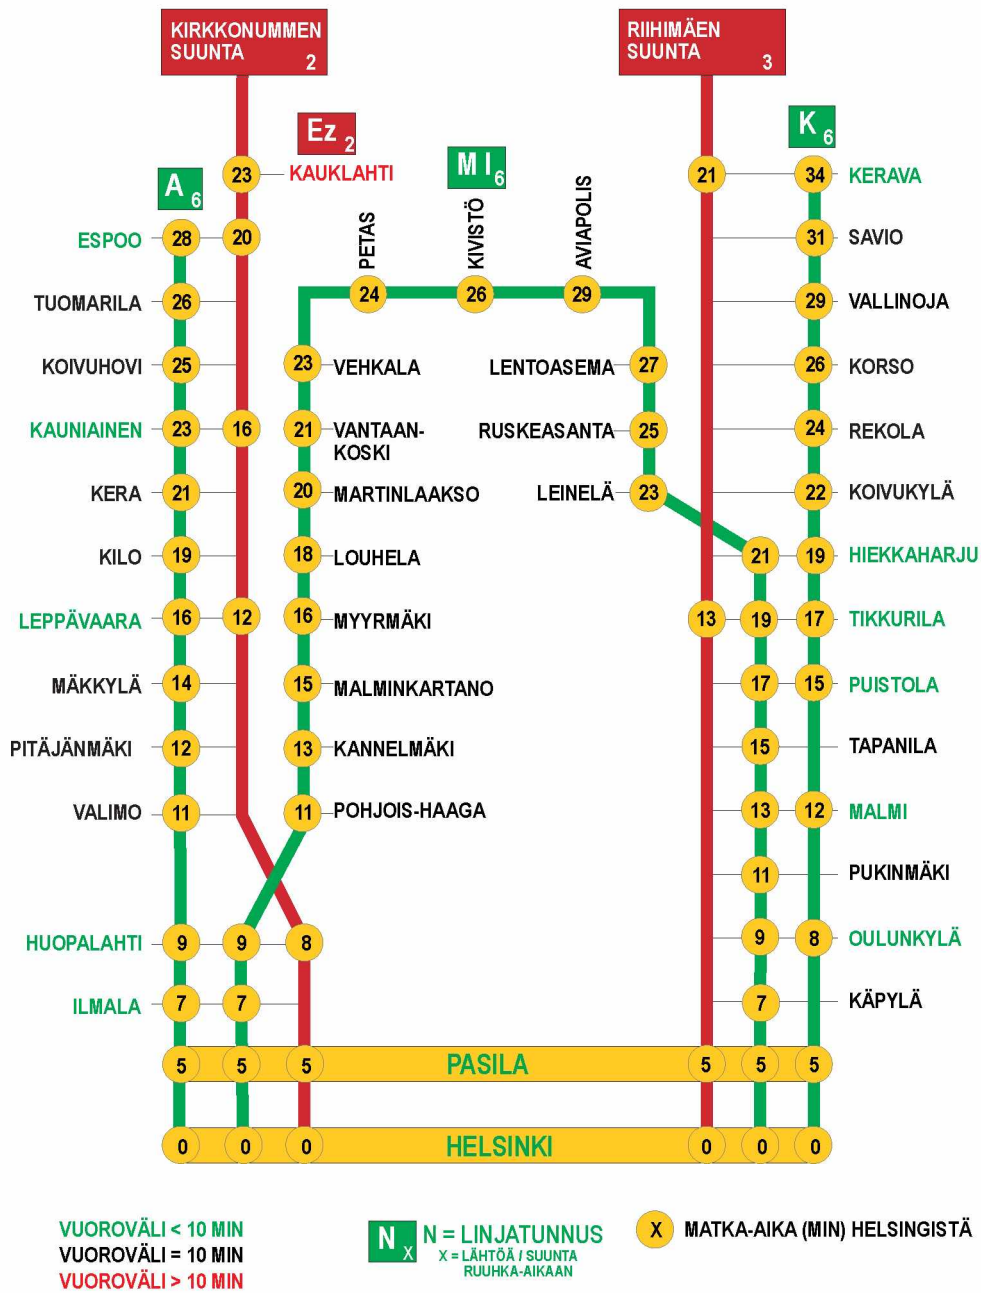 KIRKKONUMMEN
SUUNTA 2
RIIHIMÄEN
SUUNTA 3
Ez 2
K 6
A 6
M I 6
23 KAUKLAHTI
21 34 KERAVA
ESPOO 28 20
PETAS
KIVISTÖ
AVIAPOLIS
24 26 29
31 SAVIO
TUOMARILA 26
29 VALLINOJA
KOIVUHOVI 25
23 VEHKALA
LENTOASEMA 27
26 KORSO
KAUNIAINEN 23 16
21 VANTAAN-
KOSKI
RUSKEASANTA 25
24 REKOLA
KERA 21
20 MARTINLAAKSO
LEINELÄ 23
22 KOIVUKYLÄ
KILO 19
18 LOUHELA
21 19 HIEKKAHARJU
LEPPÄVAARA 16 12
16 MYYRMÄKI
13 19 17 TIKKURILA
MÄKKYLÄ 14
15 MALMINKARTANO
17 15 PUISTOLA
PITÄJÄNMÄKI 12
13 KANNELMÄKI
15 TAPANILA
VALIMO 11
11 POHJOIS-HAAGA
13 12 MALMI
11 PUKINMÄKI
HUOPALAHTI 9 9 8
9 8 OULUNKYLÄ
ILMALA 7 7
7 KÄPYLÄ
5 5 5 PASILA 5 5 5
0 0 0 HELSINKI 0 0 0
VUOROVÄLI < 10 MIN
VUOROVÄLI = 10 MIN
VUOROVÄLI > 10 MIN
N X
N = LINJATUNNUS
X = LÄHTÖÄ / SUUNTA
RUUHKA-AIKAAN
X MATKA-AIKA (MIN) HELSINGISTÄ